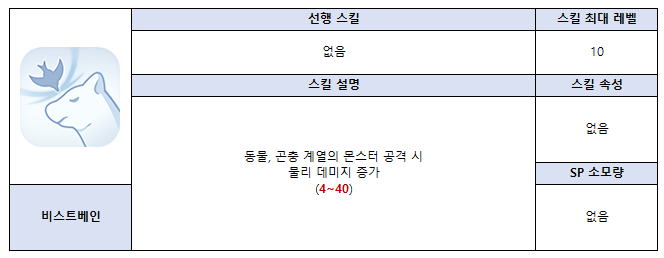 선행 스킬
스킬 최대 레벨
없음
10
스킬 설명
스킬 속성
동물, 곤충 계열의 몬스터 공격 시
물리 데미지 증가
(4~40)
없음
SP 소모량
비스트베인
없음